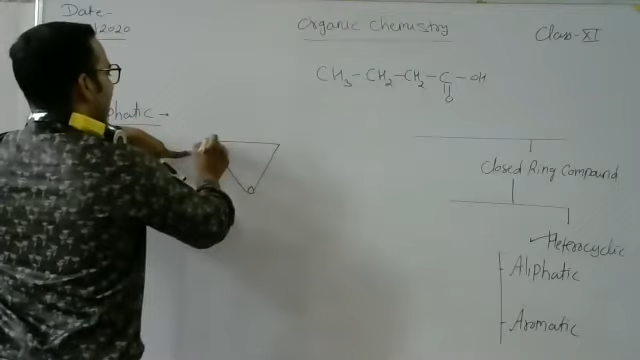 Date-
2020
Organic Chemistry
Class-XI
CH3-CH2-CH2-C-OH
O
phatic →
O
Closed Ring Compound
Heterocyclic
Aliphatic
Aromatic